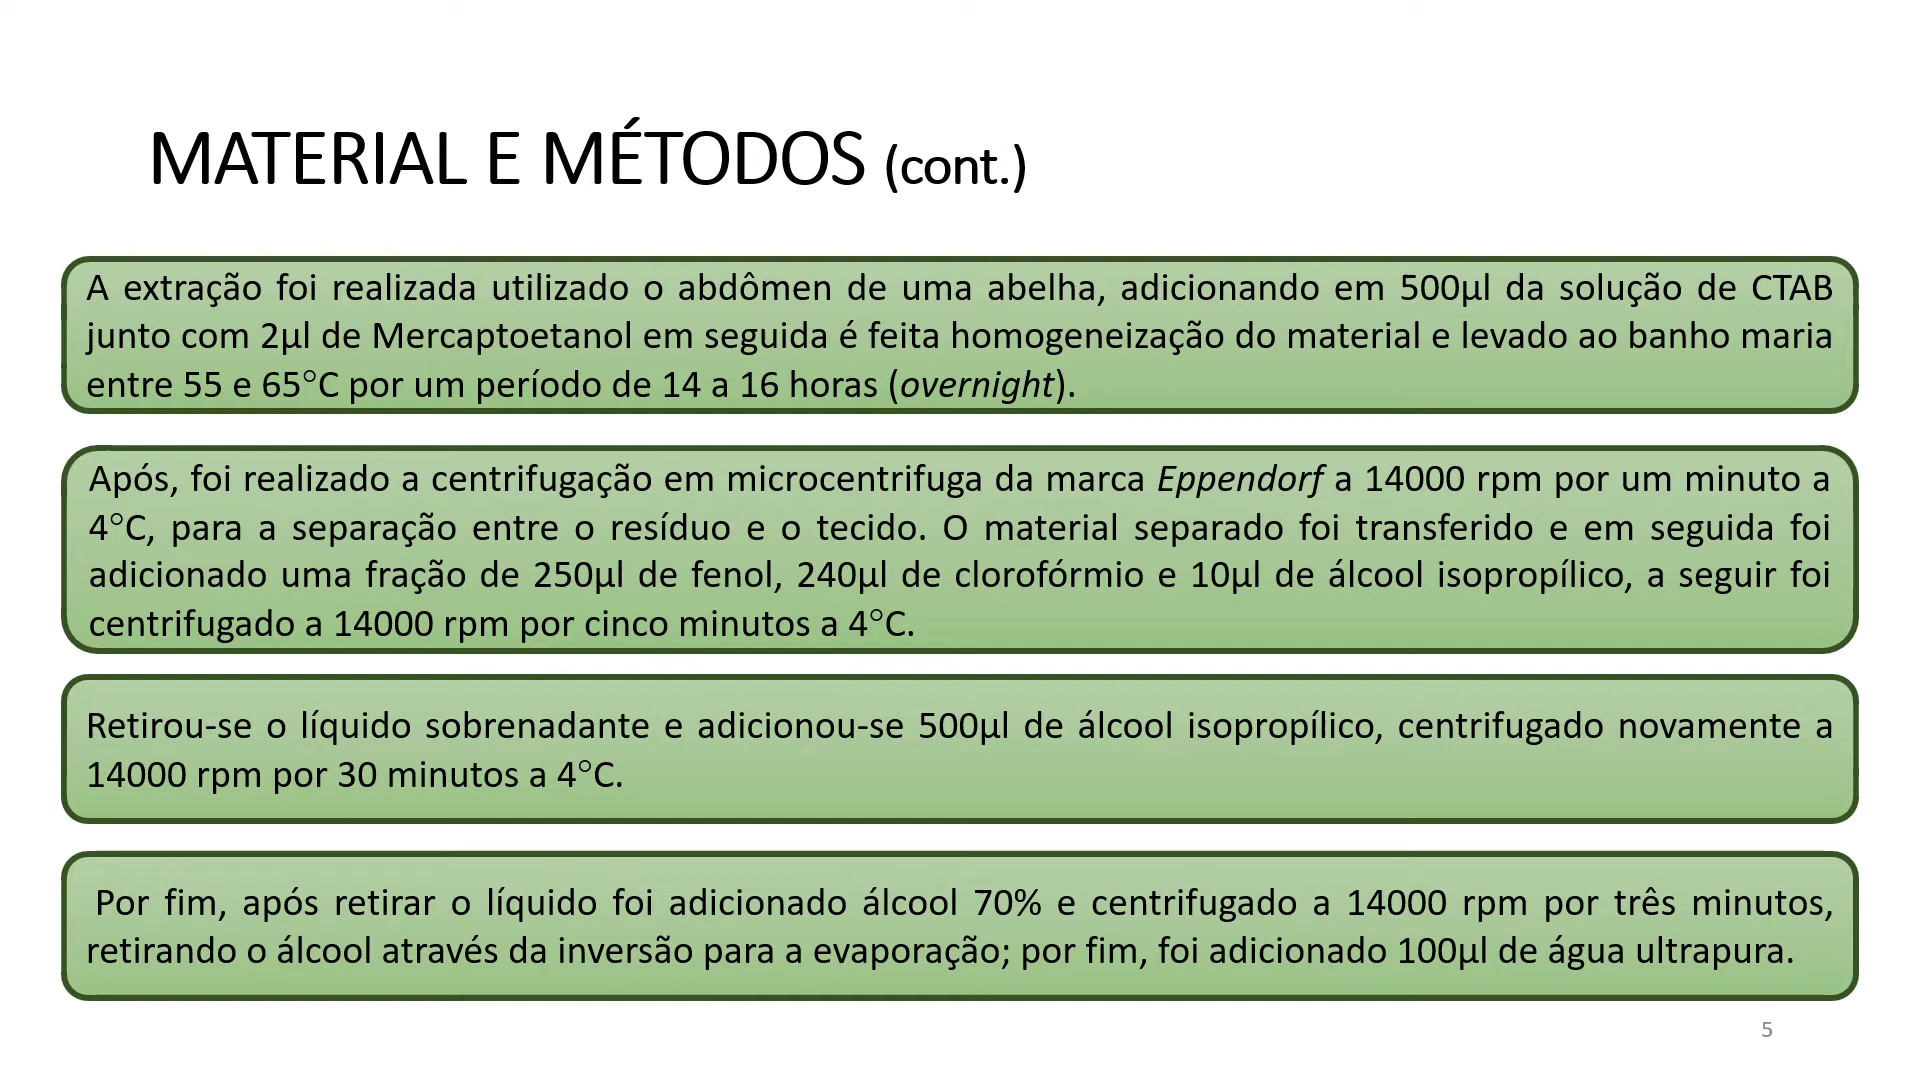 MATERIAL E MÉTODOS (cont.)
A extração foi realizada utilizado o abdômen de uma abelha, adicionando em 500µl da solução de CTAB
junto com 2µl de Mercaptoetanol em seguida é feita homogeneização do material e levado ao banho maria
entre 55 e 65°C por um período de 14 a 16 horas (overnight).
Após, foi realizado a centrifugação em microcentrifuga da marca Eppendorf a 14000 rpm por um minuto a
4°C, para a separação entre o resíduo e o tecido. O material separado foi transferido e em seguida foi
adicionado uma fração de 250µl de fenol, 240µl de clorofórmio e 10µl de álcool isopropílico, a seguir foi
centrifugado a 14000 rpm por cinco minutos a 4°C.
Retirou-se o líquido sobrenadante e adicionou-se 500µl de álcool isopropílico, centrifugado novamente a
14000 rpm por 30 minutos a 4°C.
Por fim, após retirar o líquido foi adicionado álcool 70% e centrifugado a 14000 rpm por três minutos,
retirando o álcool através da inversão para a evaporação; por fim, foi adicionado 100µl de água ultrapura.
5